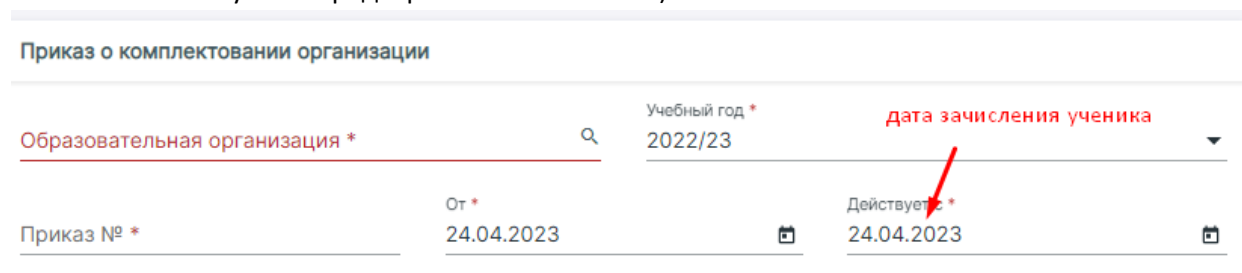 Приказ о комплектовании организации
Учебный год *
дата зачисления ученика
Образовательная организация *
2022/23
От *
Действует с *
Приказ № *
24.04.2023
24.04.2023